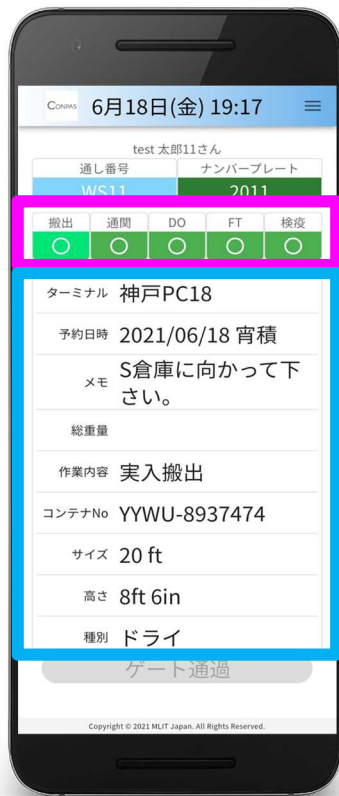 CONPAS 6月18日(金) 19:17
test 太郎11さん
通し番号 ナンバープレート
WS11 2011
搬出 通関 DO FT 検疫
ターミナル 神戸PC18
予約日時 2021/06/18 宵積
メモ S倉庫に向かって下
さい。
総重量
作業内容 実入搬出
コンテナNo YYWU-8937474
サイズ 20 ft
高さ 8ft 6in
種別 ドライ
ゲート通過
Copyright © 2021 MLIT Japan. All Rights Reserved.